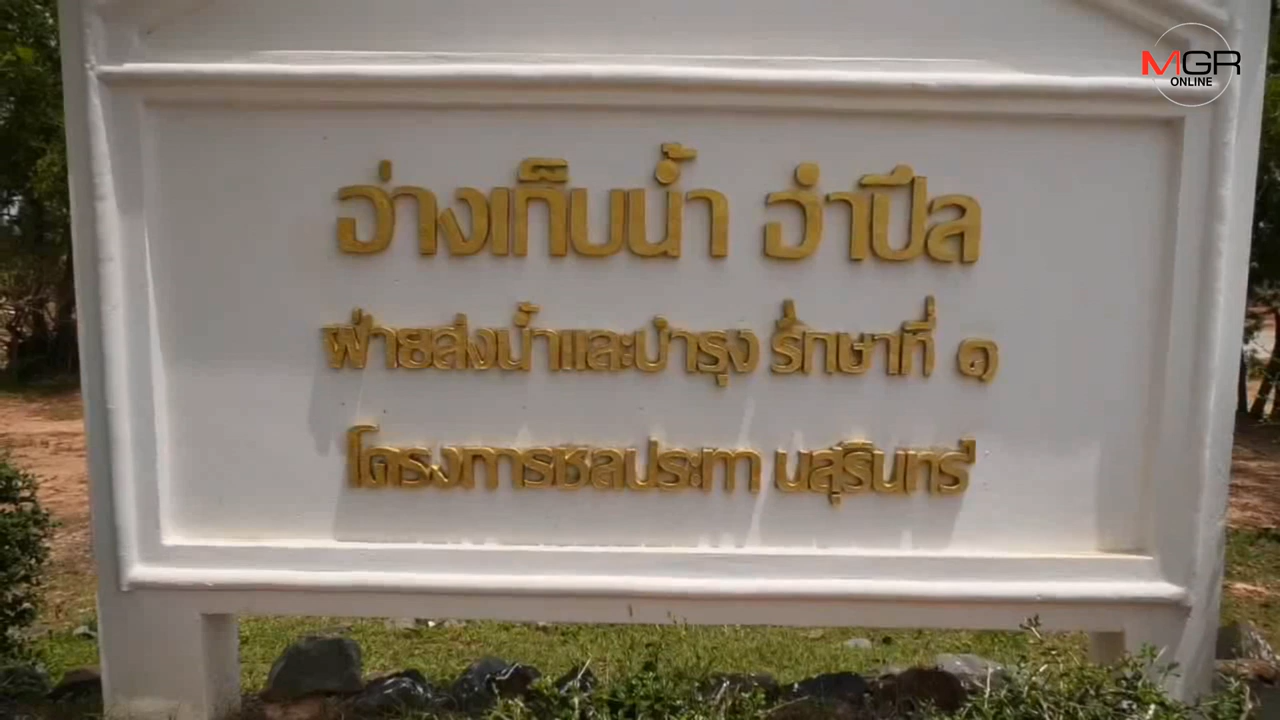 MGR
ONLINE
อ่างเก็บน้ำ อำปึล
ฝ่ายส่งน้ำและบำรุง รักษาที่ ๑
โครงการชลประทา นสุรินทร์